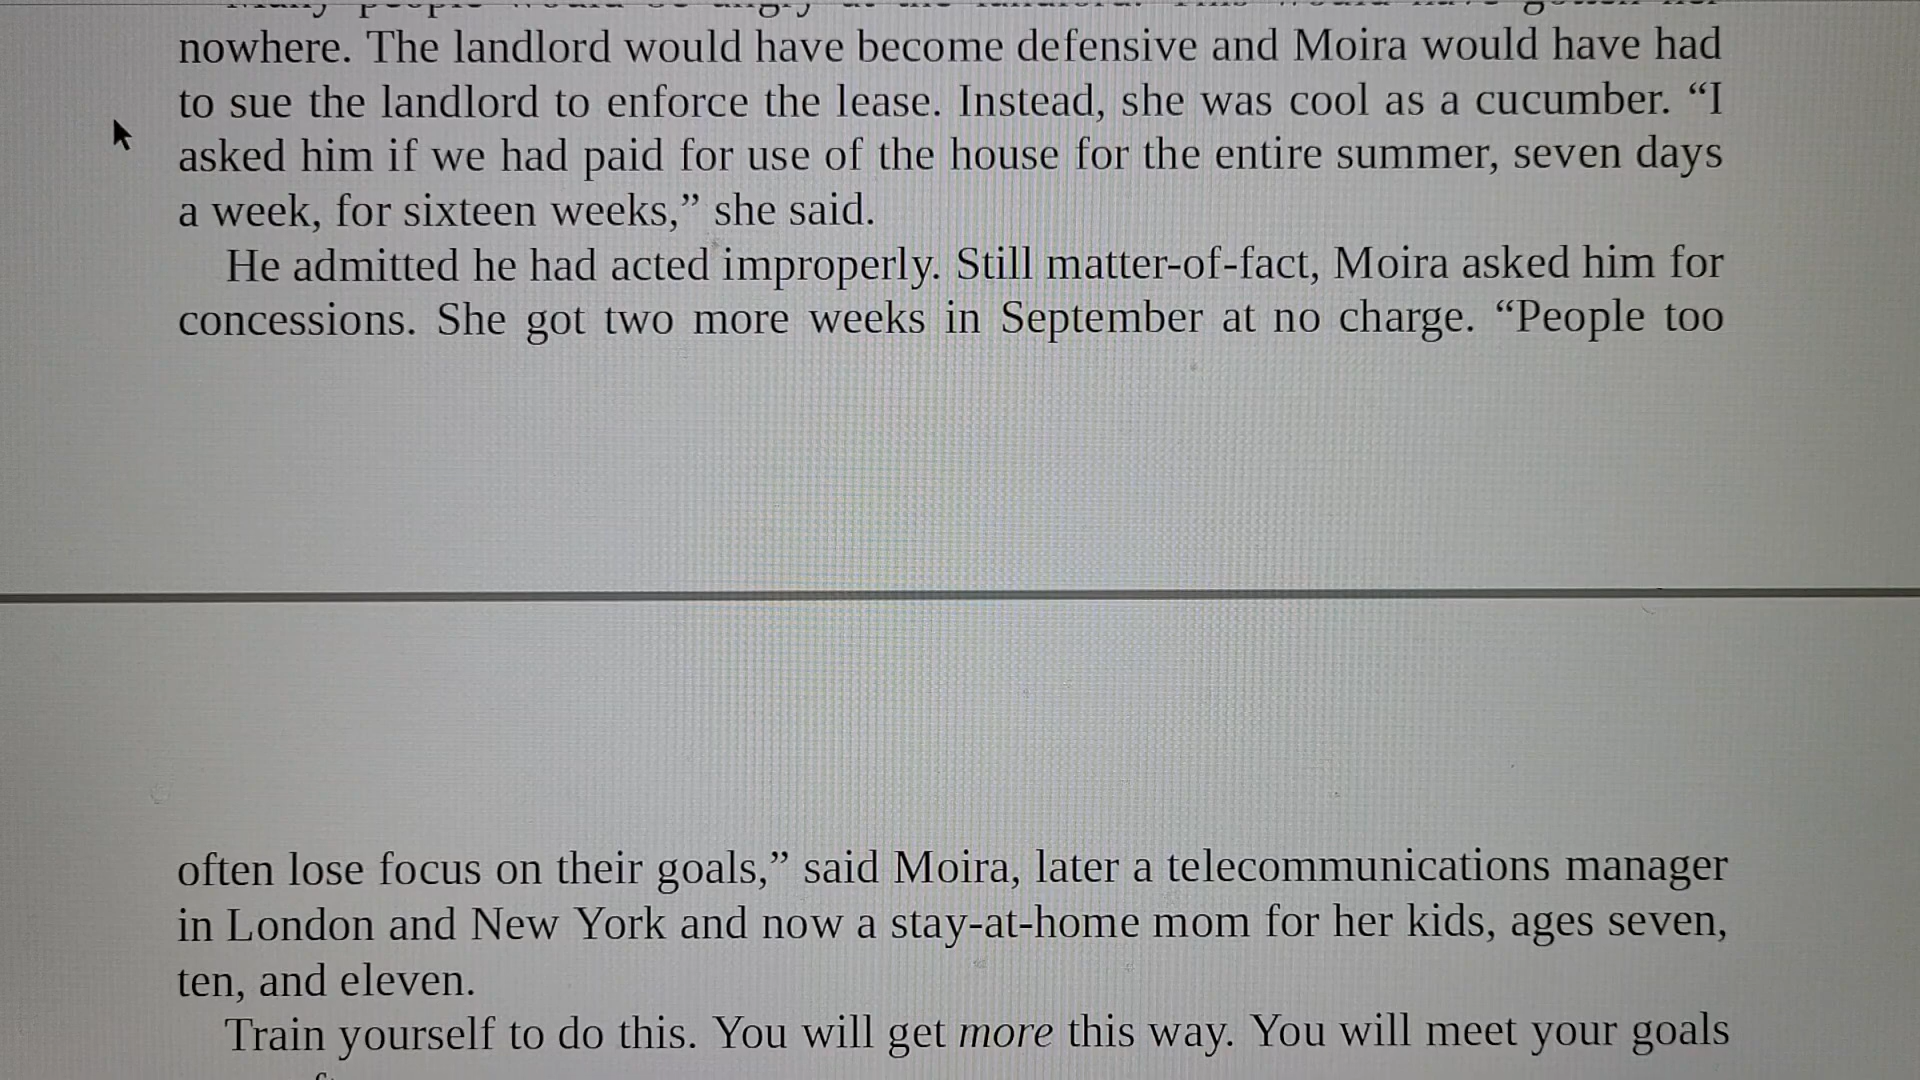 nowhere. The landlord would have become defensive and Moira would have had
to sue the landlord to enforce the lease. Instead, she was cool as a cucumber. “I
asked him if we had paid for use of the house for the entire summer, seven days
a week, for sixteen weeks,” she said.
He admitted he had acted improperly. Still matter-of-fact, Moira asked him for
concessions. She got two more weeks in September at no charge. “People too
often lose focus on their goals,” said Moira, later a telecommunications manager
in London and New York and now a stay-at-home mom for her kids, ages seven,
ten, and eleven.
Train yourself to do this. You will get more this way. You will meet your goals